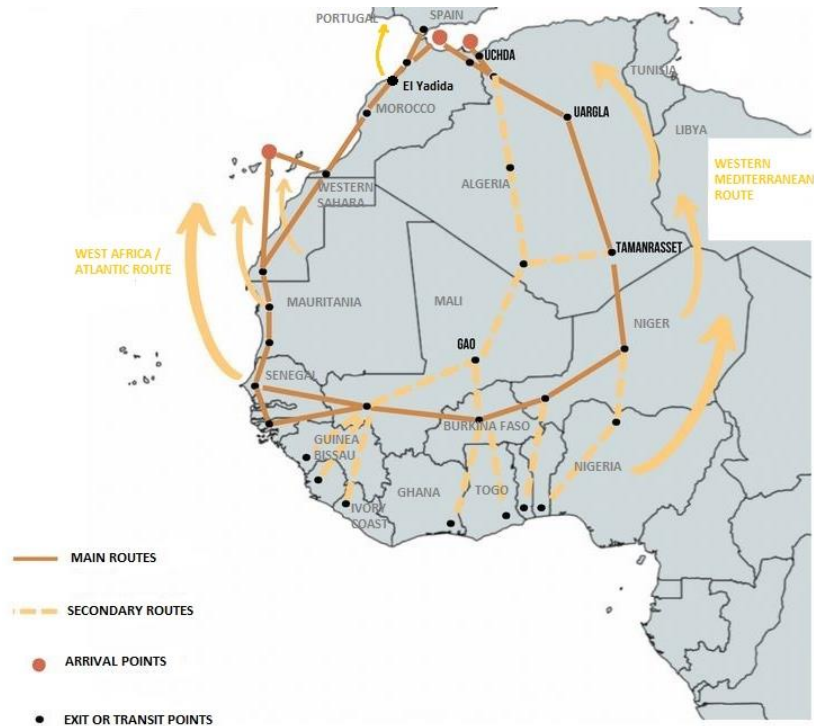 PORTUGAL
SPAIN
UCHDA
TUNISIA
El Yadida
MOROCCO
UARGLA
LIBYA
WESTERN
MEDITERRANEAN
ROUTE
WESTERN
SAHARA
ALGERIA
WEST AFRICA /
ATLANTIC ROUTE
TAMANRASSET
MAURITANIA
MALI
NIGER
GAO
SENEGAL
BURKINA FASO
GUINEA
BISSAU
NIGERIA
GHANA
TOGO
IVORY
COAST
MAIN ROUTES
SECONDARY ROUTES
ARRIVAL POINTS
EXIT OR TRANSIT POINTS